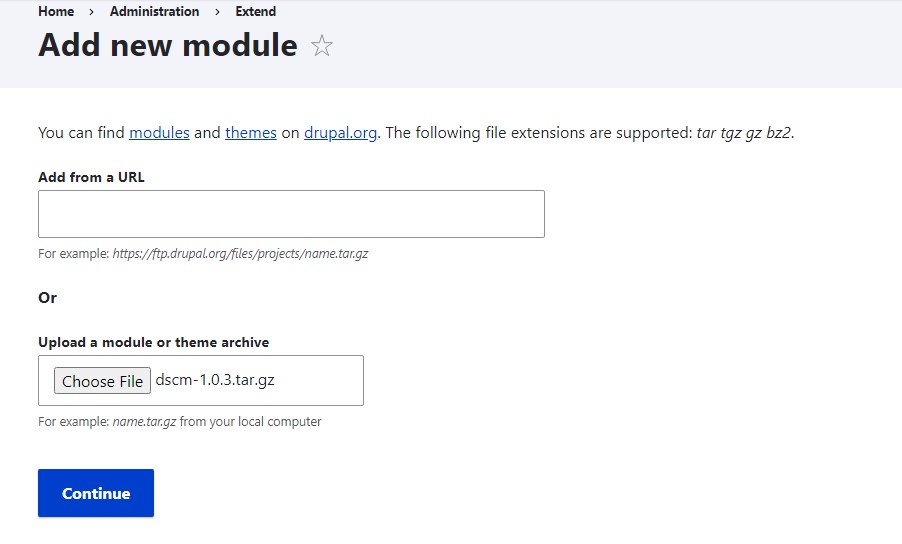 Home > Administration > Extend
Add new module
You can find modules and themes on drupal.org. The following file extensions are supported: tar tgz gz bz2.
Add from a URL
For example: https://ftp.drupal.org/files/projects/name.tar.gz
Or
Upload a module or theme archive
Choose File dscm-1.0.3.tar.gz
For example: name.tar.gz from your local computer
Continue